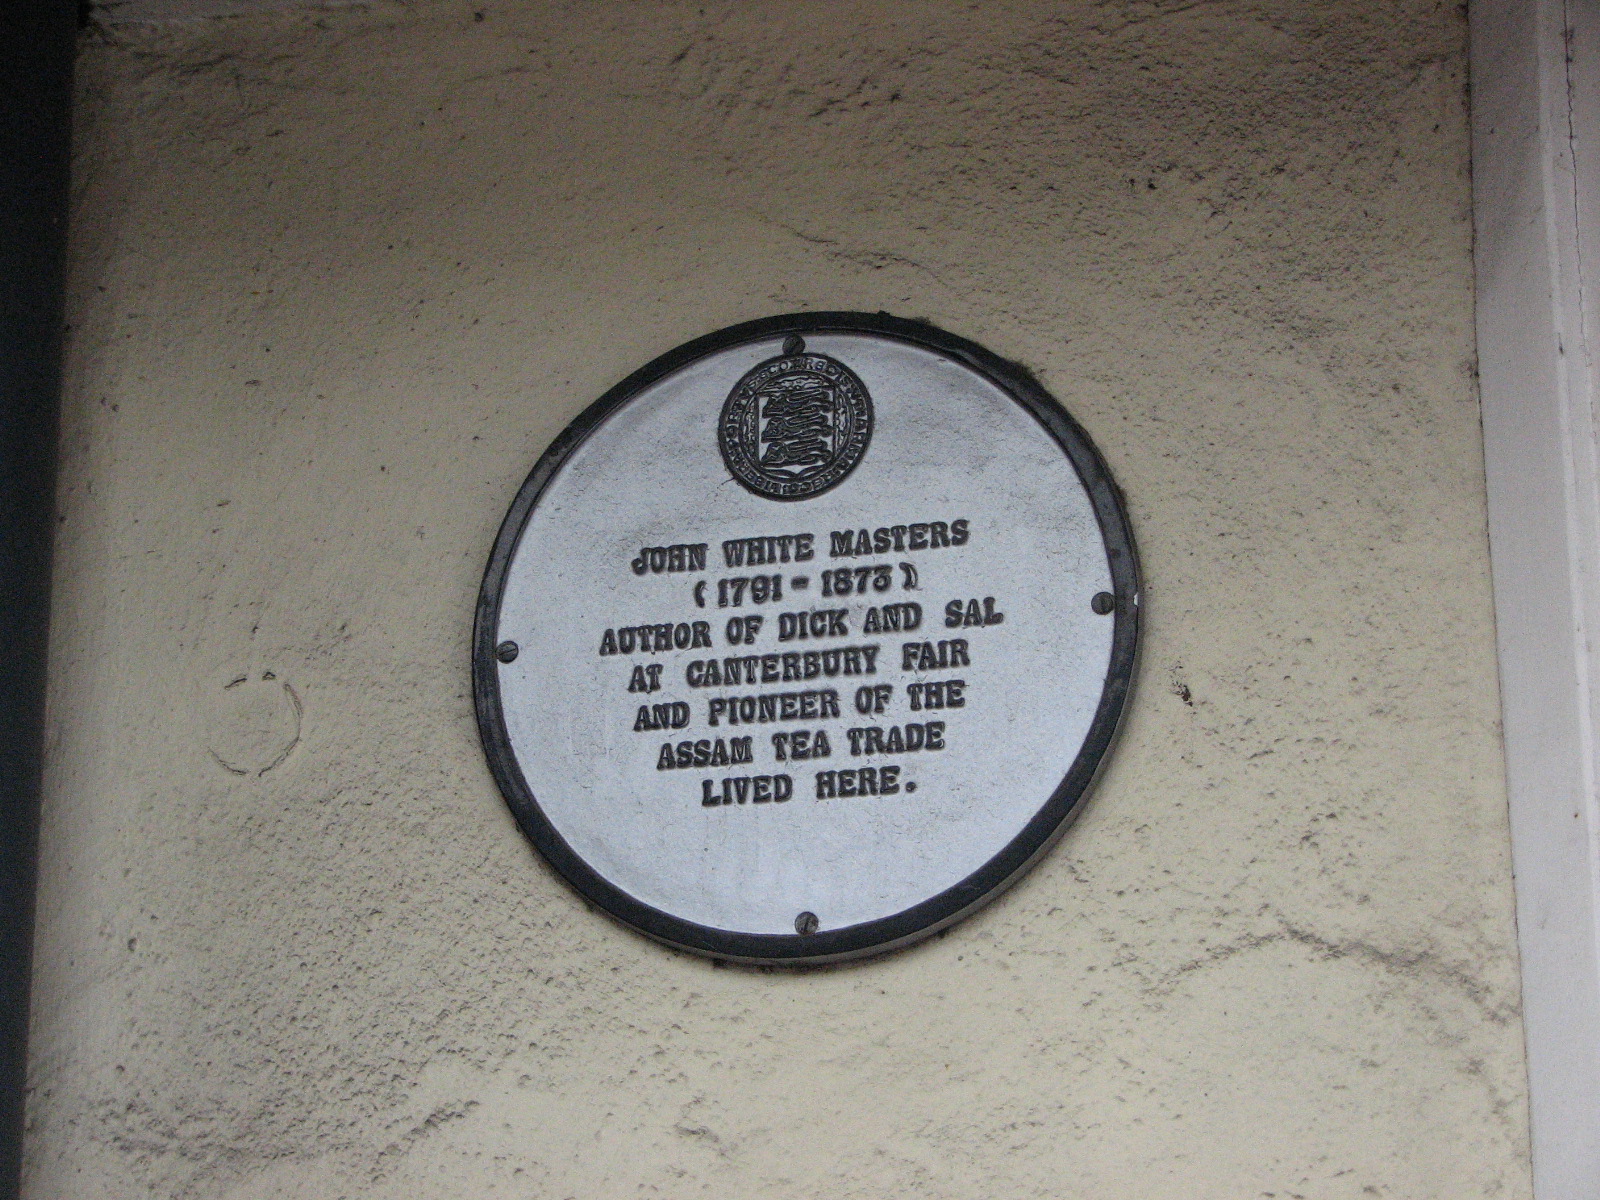 JOHN WHITE MASTERS
(1791-1873)
AUTHOR OF DICK AND SAL
AT CANTERBURY FAIR
AND PIONEER OF THE
ASSAM TEA TRADE
LIVED HERE.